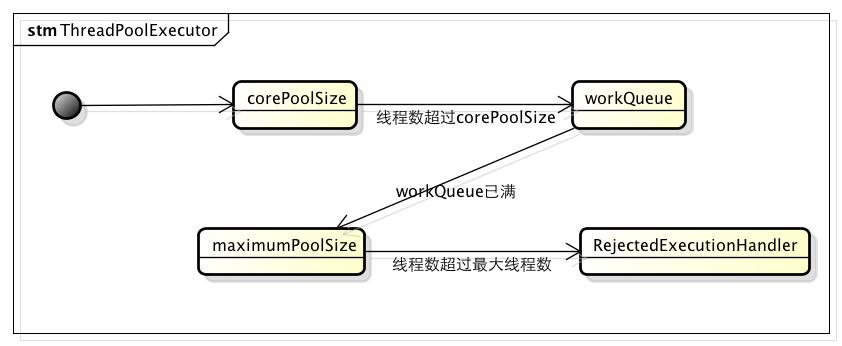 stm ThreadPoolExecutor
corePoolSize
workQueue
线程数超过corePoolSize
workQueue已满
maximumPoolSize
RejectedExecutionHandler
线程数超过最大线程数